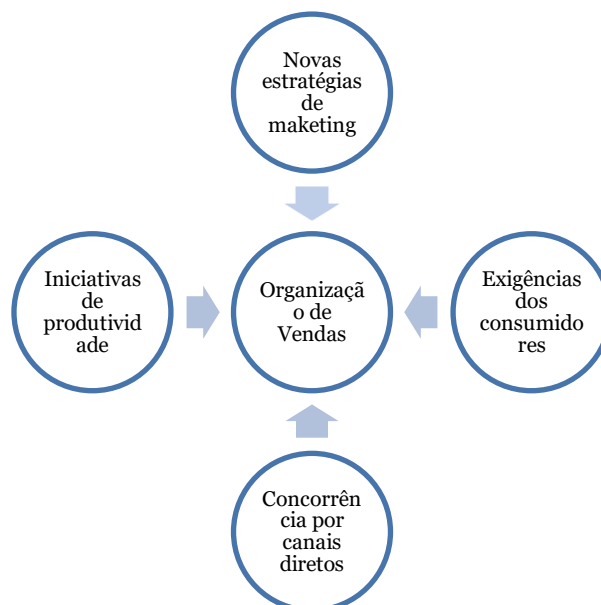 Novas
estratégias
de
maketing
Iniciativas
de
produtivid
ade
Organizaçã
o de
Vendas
Exigências
dos
consumido
res
Concorrên
cia por
canais
diretos